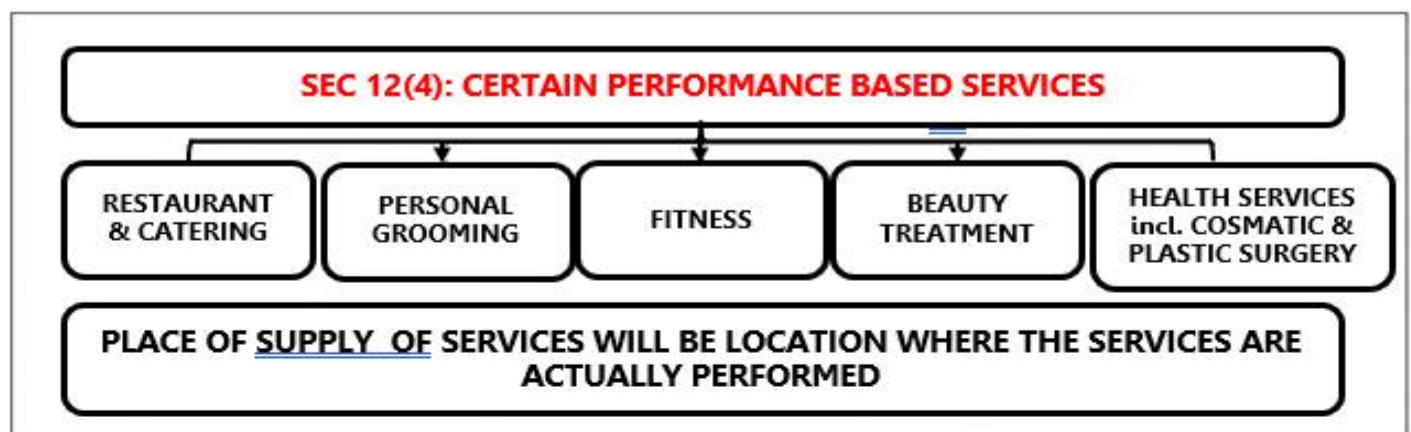 SEC 12(4): CERTAIN PERFORMANCE BASED SERVICES
RESTAURANT
& CATERING
PERSONAL
GROOMING
FITNESS
BEAUTY
TREATMENT
HEALTH SERVICES
incl. COSMATIC &
PLASTIC SURGERY
PLACE OF SUPPLY OF SERVICES WILL BE LOCATION WHERE THE SERVICES ARE
ACTUALLY PERFORMED